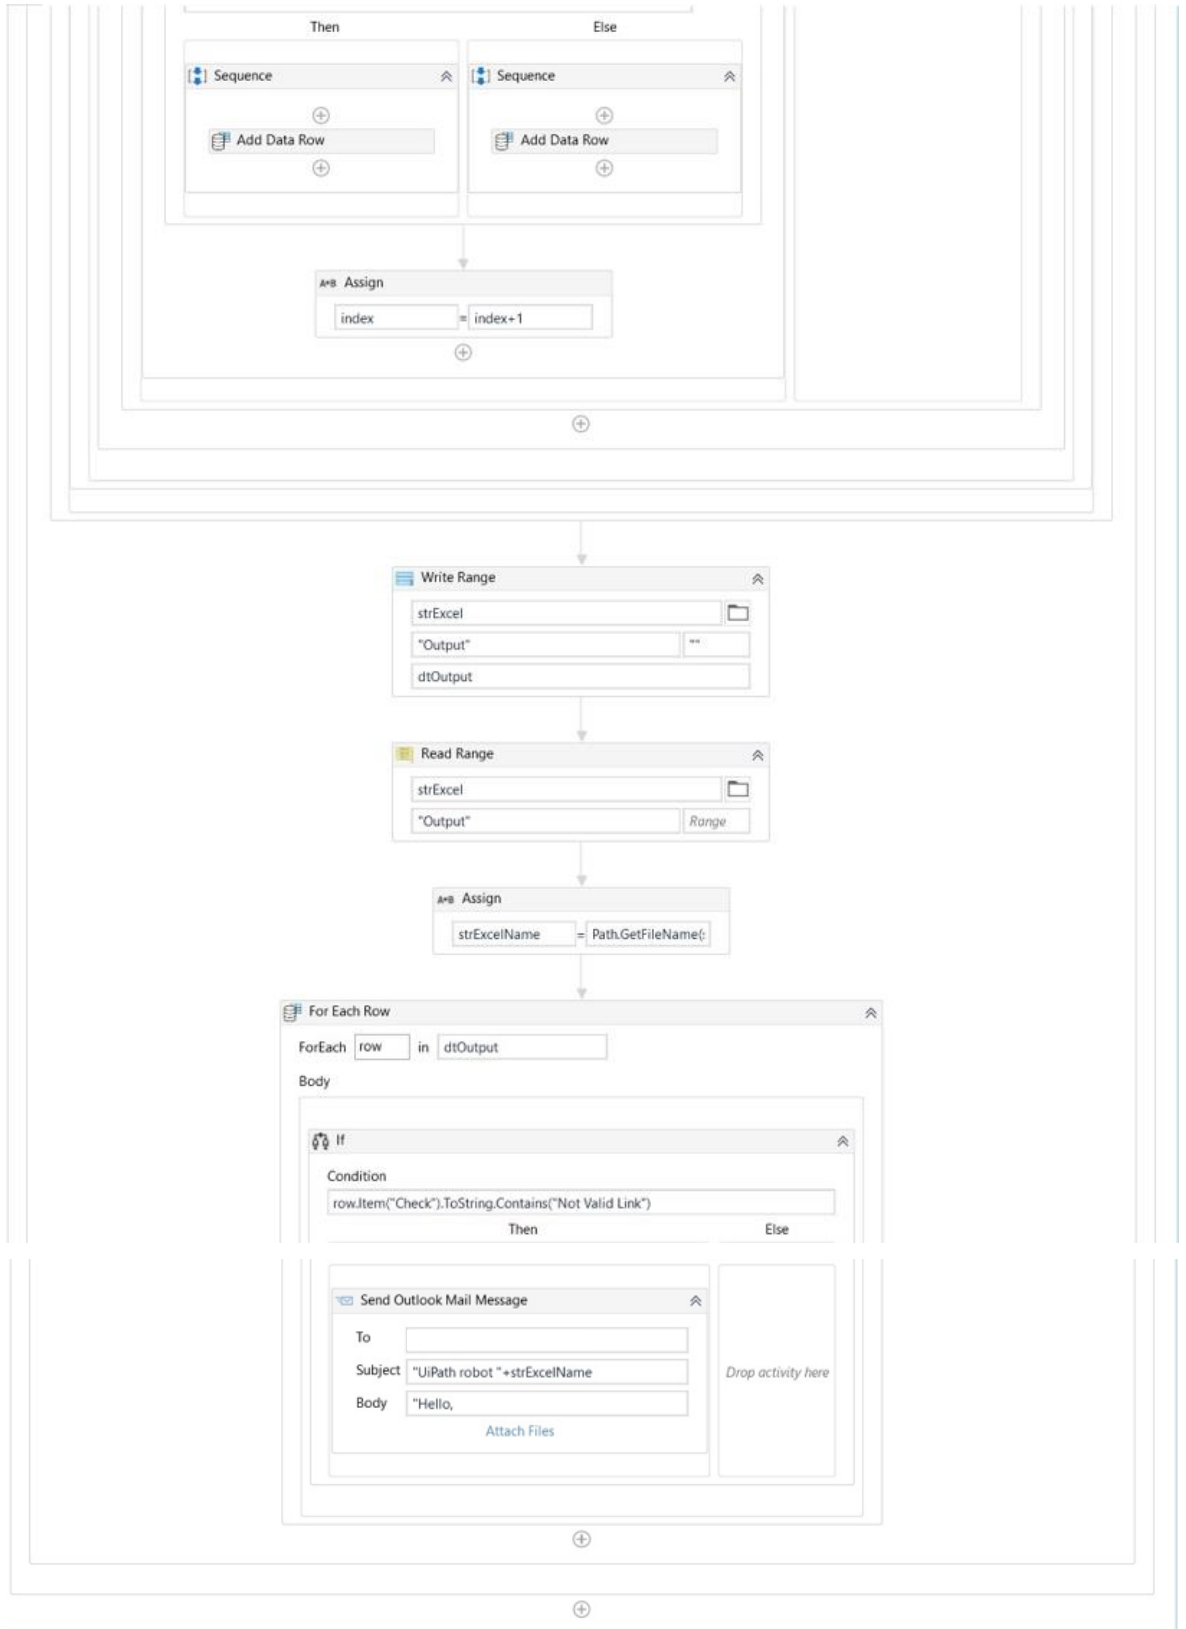 Then Else
Sequence Sequence
Add Data Row Add Data Row
A*B Assign
index = index+1
Write Range
strExcel
"Output" ""
dtOutput
Read Range
strExcel
"Output" Range
A*B Assign
strExcelName = Path.GetFileName(:
For Each Row
ForEach row in dtOutput
Body
If
Condition
row.Item("Check").ToString.Contains("Not Valid Link")
Then Else
Send Outlook Mail Message
To
Subject "UiPath robot "+strExcelName
Drop activity here
Body "Hello,
Attach Files